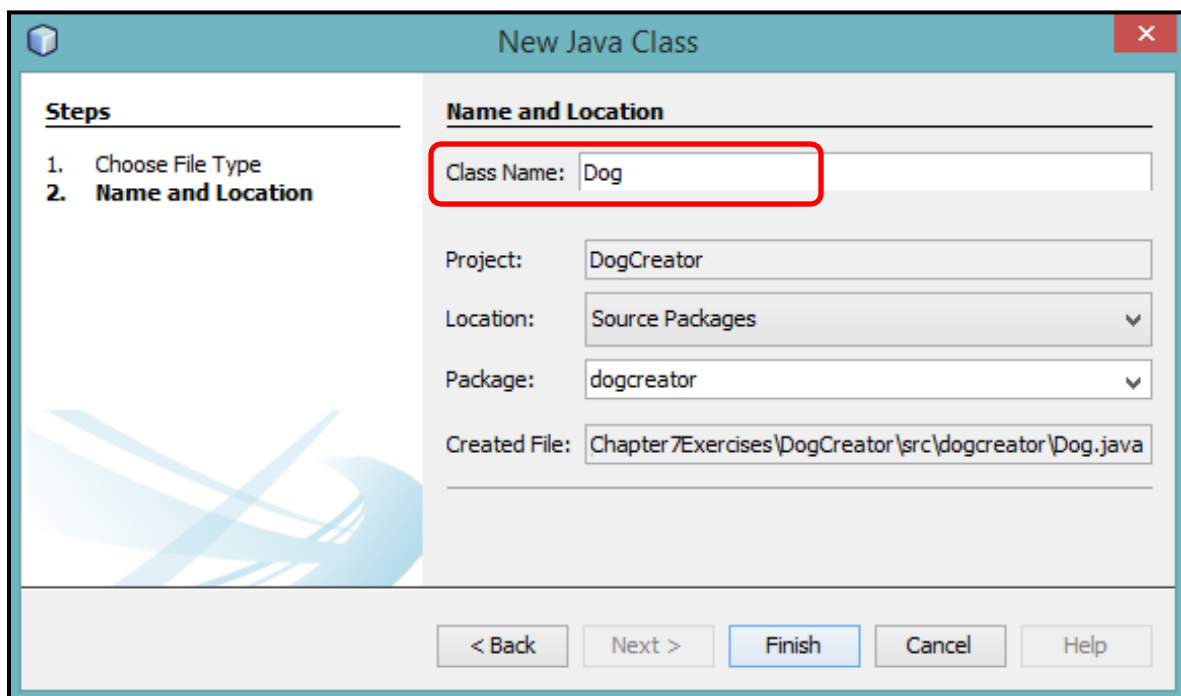 New Java Class
Steps
1. Choose File Type
2. Name and Location
Name and Location
Class Name: Dog
Project: DogCreator
Location: Source Packages
Package: dogcreator
Created File: Chapter7Exercises\DogCreator\src\dogcreator\Dog.java
< Back Next > Finish Cancel Help